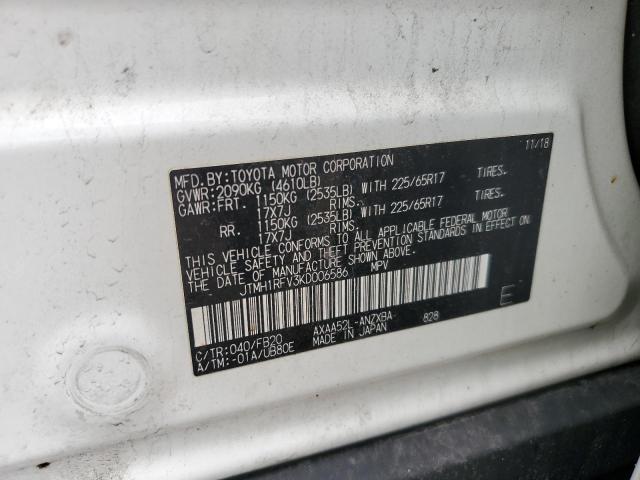 11/18
MFD.BY:TOYOTA MOTOR CORPORATION
GVWR:2090KG (4610LB)
GAWR:FRT. 1150KG (2535LB) WITH 225/65R17 TIRES.
17X7J RIMS.
RR. 1150KG (2535LB) WITH 225/65R17 TIRES.
17X7J RIMS.
THIS VEHICLE CONFORMS TO ALL APPLICABLE FEDERAL MOTOR
VEHICLE SAFETY AND THEFT PREVENTION STANDARDS IN EFFECT ON
THE DATE OF MANUFACTURE SHOWN ABOVE.
JTMH1RFV3KD006586 MPV
E
C/TR:040/FB20 AXAA52L-ANZXBA- 828
A/TM:-01A/UB80E MADE IN JAPAN